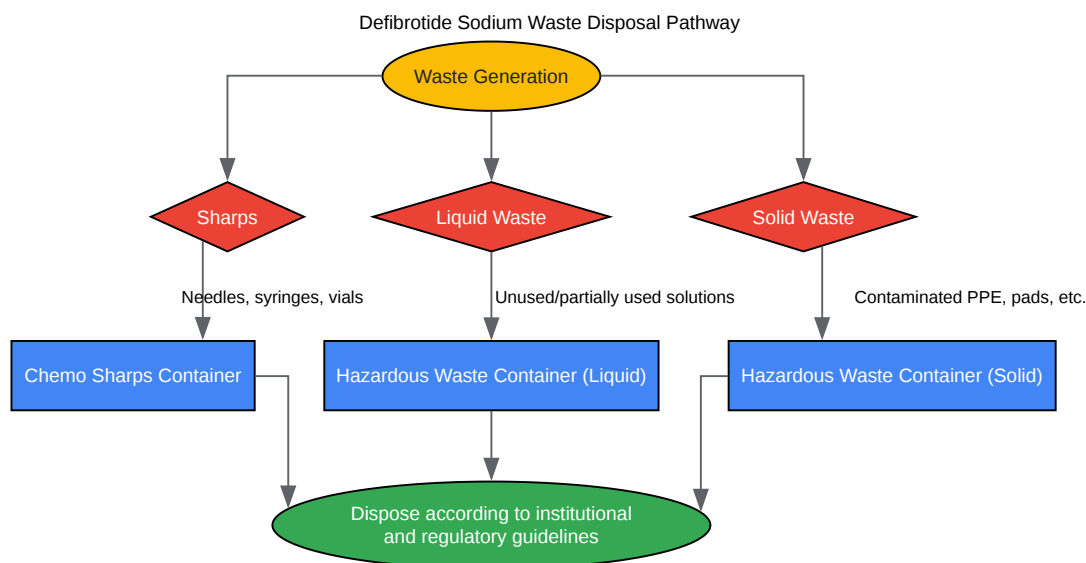 Defibrotide Sodium Waste Disposal Pathway
Waste Generation
Sharps
Liquid Waste
Solid Waste
Needles, syringes, vials
Unused/partially used solutions
Contaminated PPE, pads, etc.
Chemo Sharps Container
Hazardous Waste Container (Liquid)
Hazardous Waste Container (Solid)
Dispose according to institutional
and regulatory guidelines